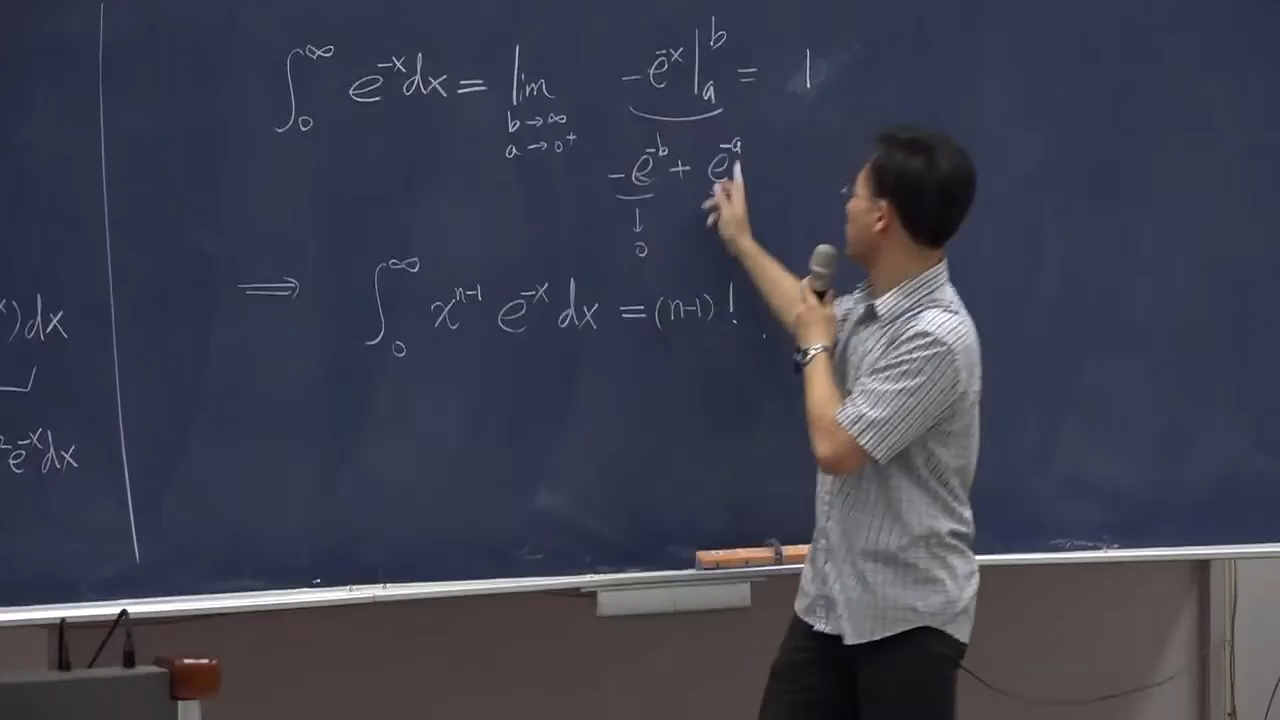 ∫₀^∞ e^{-x}dx = lim_{b→∞, a→0⁺} -e^{-x}|_a^b = 1
-e^{-b} + e^{-a}
↓
0
⟹ ∫₀^∞ x^{n-1} e^{-x} dx = (n-1)!
)dx
e^{-x}dx